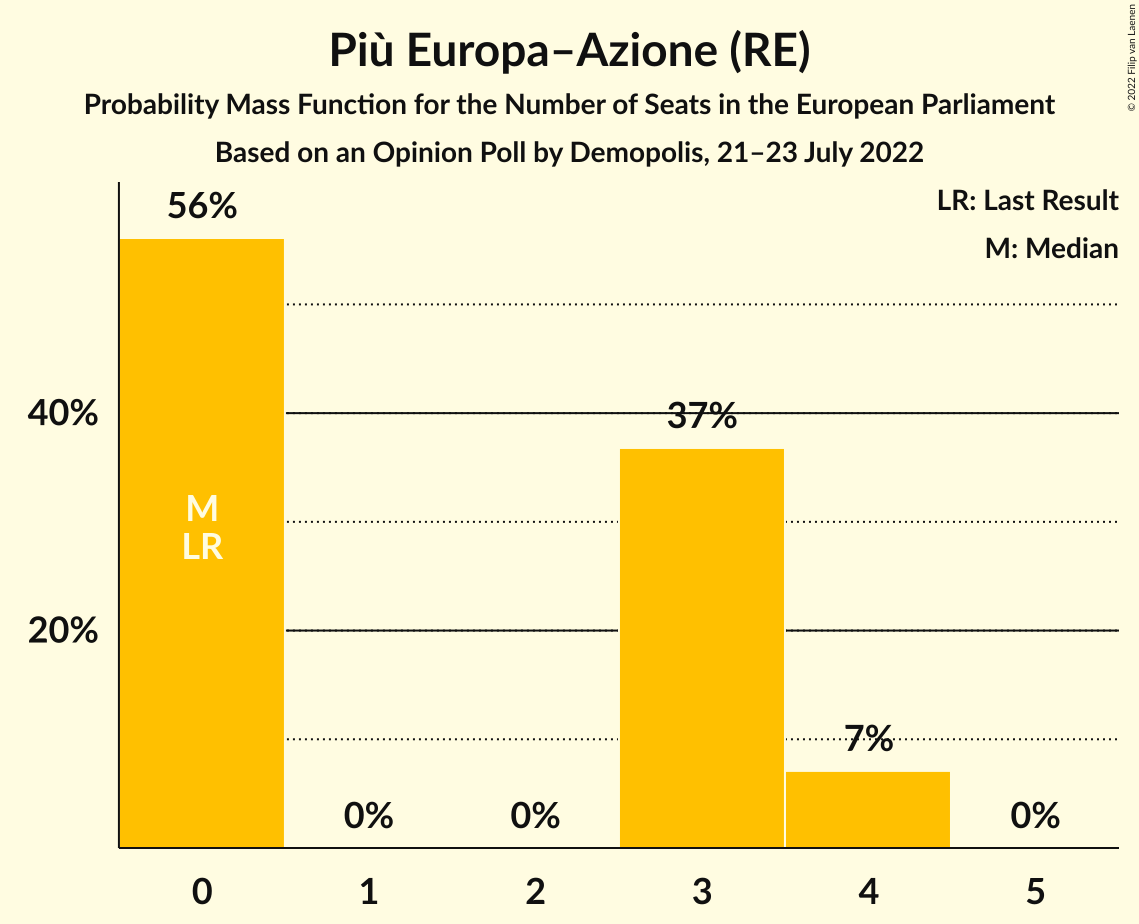 Più Europa–Azione (RE)
Probability Mass Function for the Number of Seats in the European Parliament
Based on an Opinion Poll by Demopolis, 21–23 July 2022
© 2022 Filip van Laenen
LR: Last Result
M: Median
56%
40%
37%
M
LR
20%
7%
0%
0%
0%
0
1
2
3
4
5